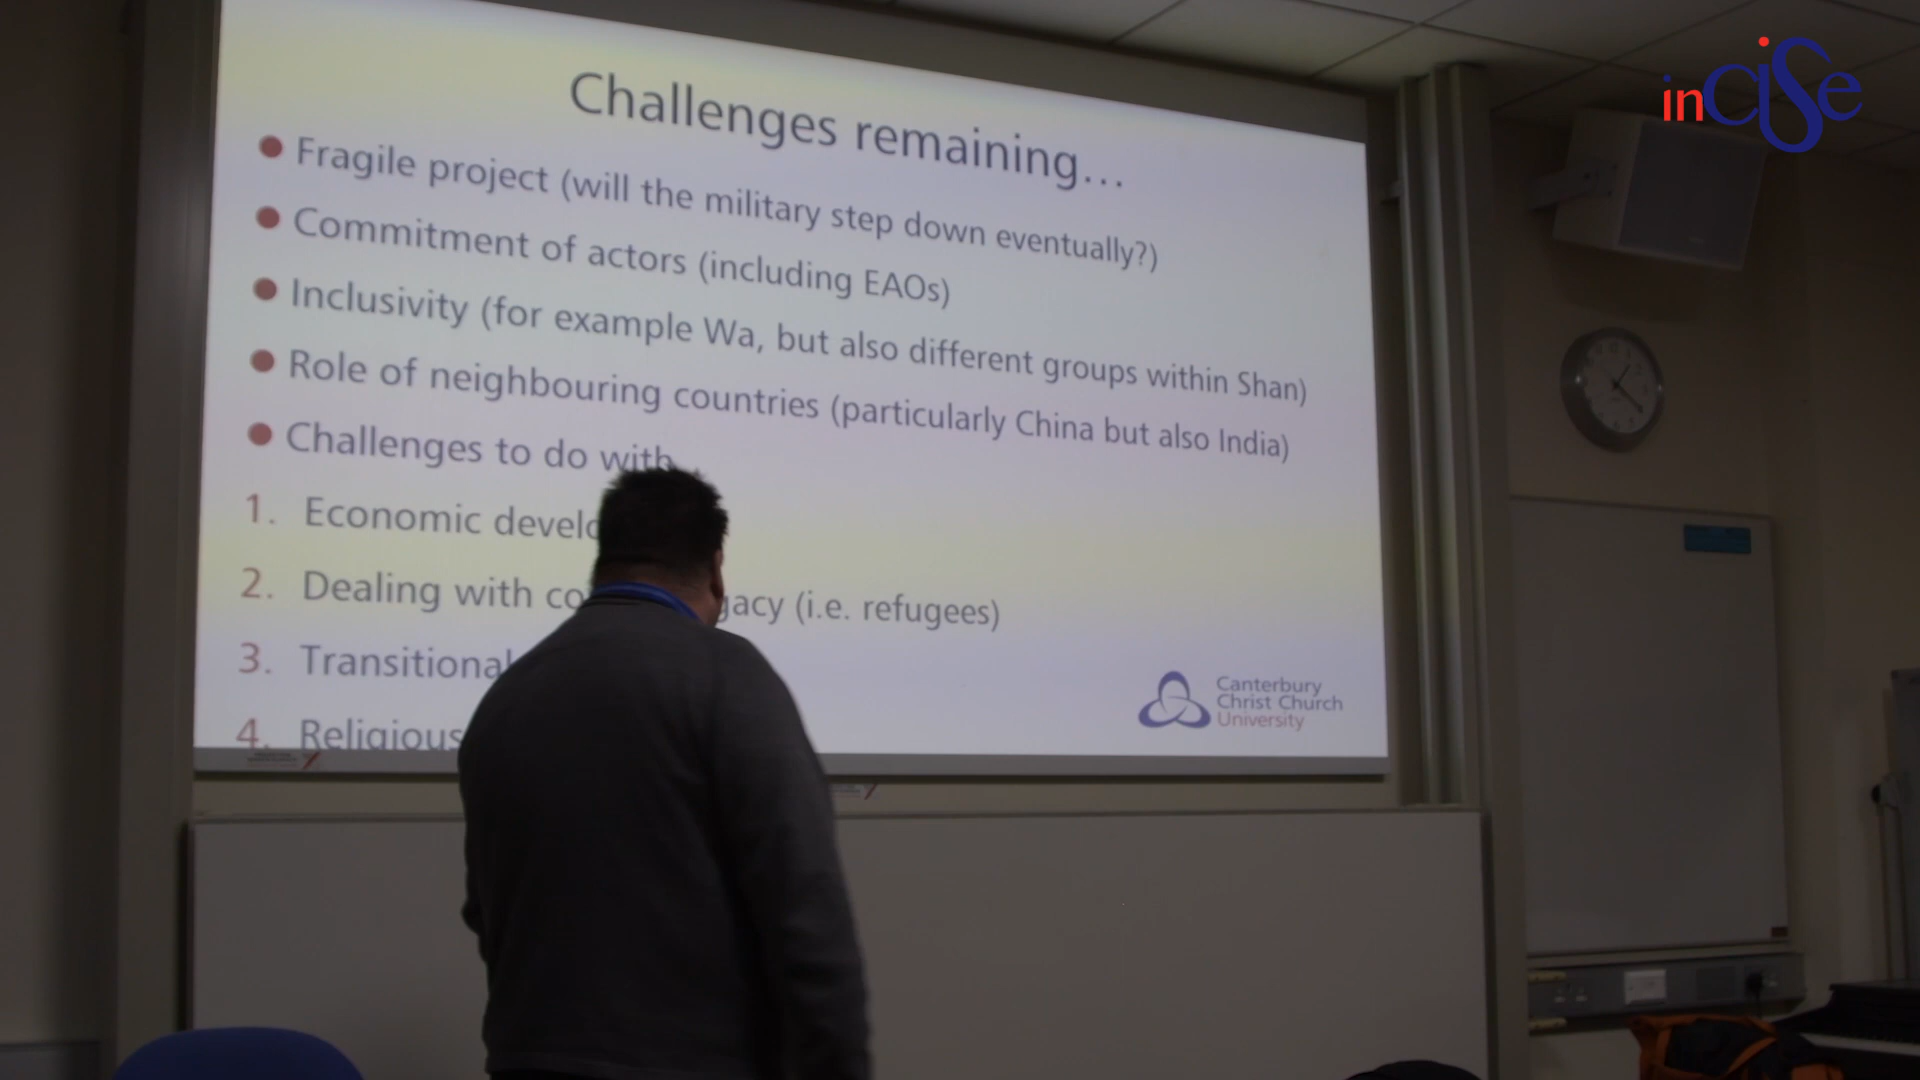 inCiSe
Challenges remaining...
Fragile project (will the military step down eventually?)
Commitment of actors (including EAOs)
Inclusivity (for example Wa, but also different groups within Shan)
Role of neighbouring countries (particularly China but also India)
Challenges to do with
1. Economic develo
2. Dealing with co gacy (i.e. refugees)
3. Transitional
4. Religious
Canterbury
Christ Church
University